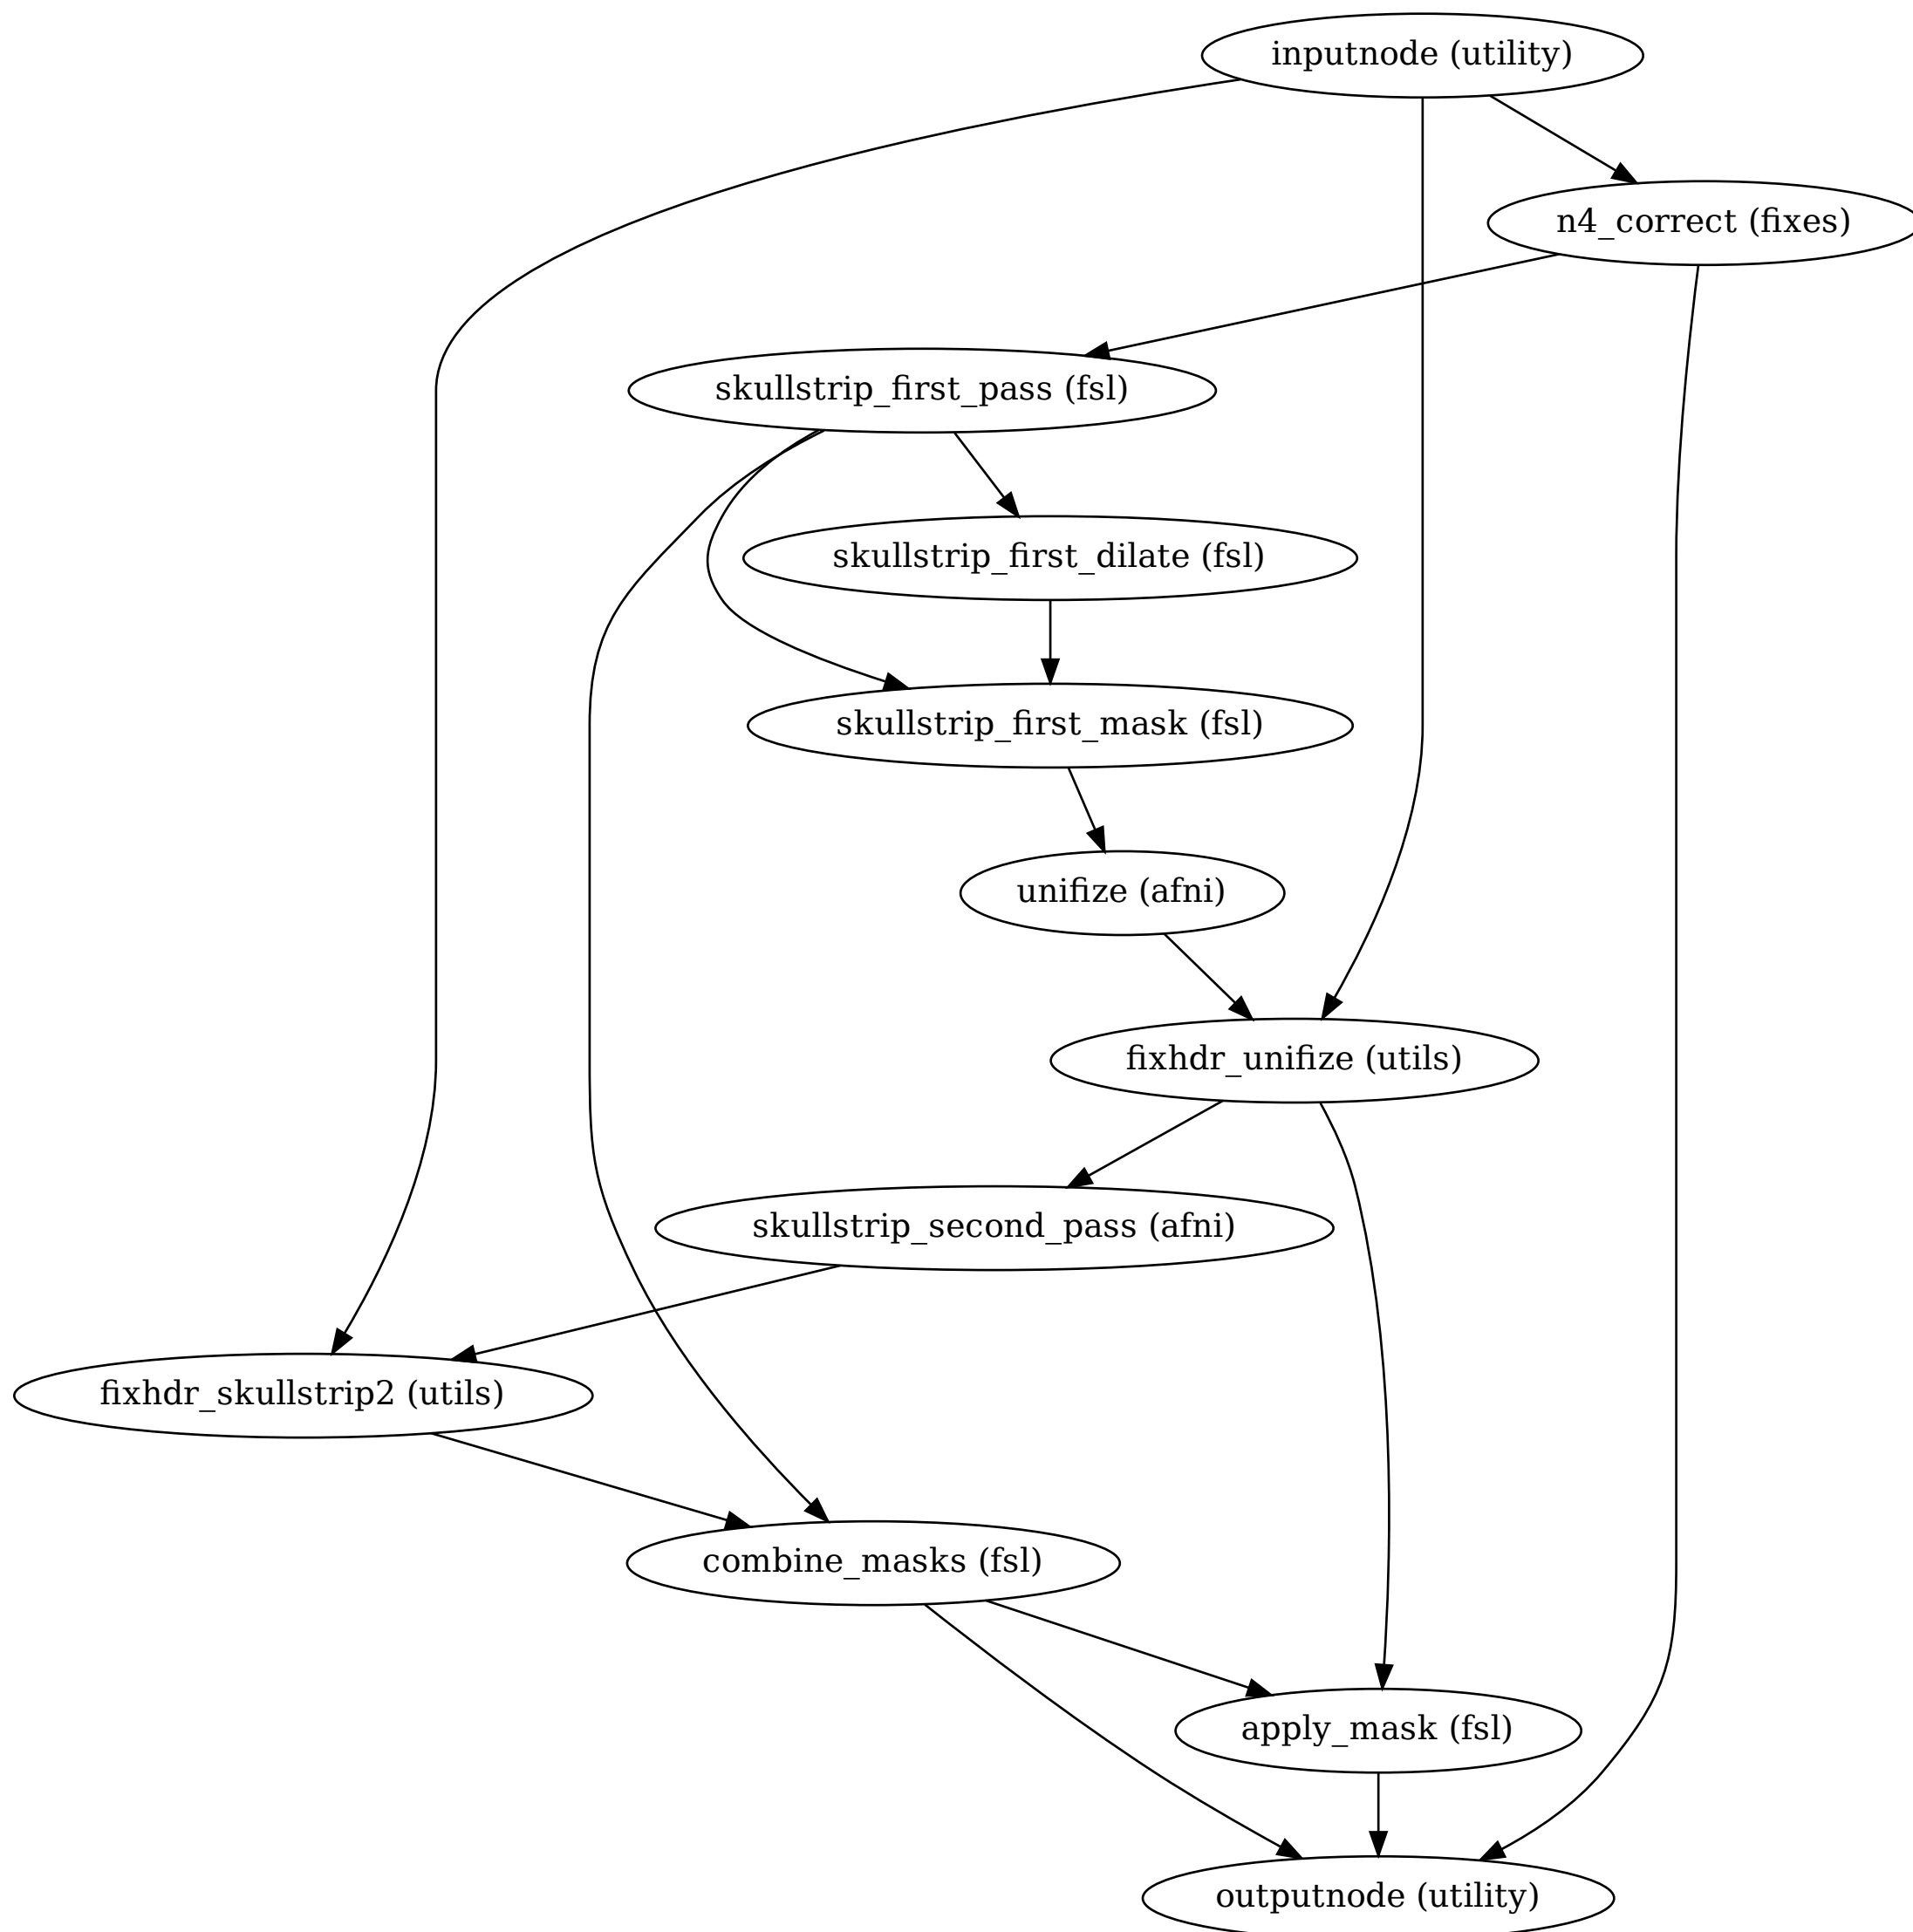 inputnode (utility)
n4_correct (fixes)
skullstrip_first_pass (fsl)
skullstrip_first_dilate (fsl)
skullstrip_first_mask (fsl)
unifize (afni)
fixhdr_unifize (utils)
skullstrip_second_pass (afni)
fixhdr_skullstrip2 (utils)
combine_masks (fsl)
apply_mask (fsl)
outputnode (utility)